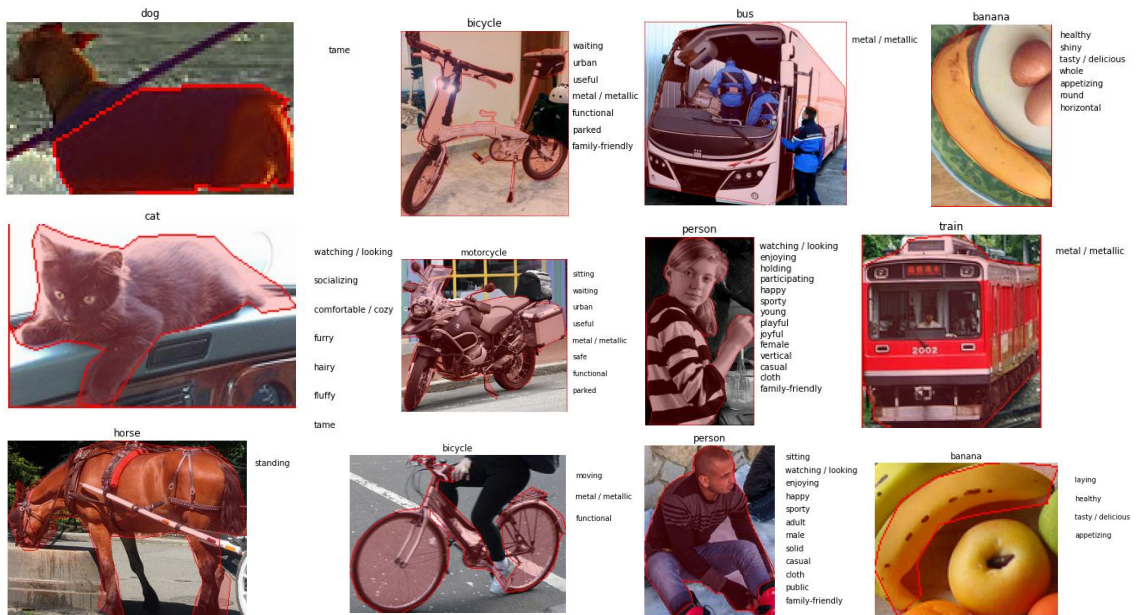 dog
tame
bicycle
waiting
urban
useful
metal / metallic
functional
parked
family-friendly
bus
metal / metallic
banana
healthy
shiny
tasty / delicious
whole
appetizing
round
horizontal
cat
watching / looking
socializing
comfortable / cozy
furry
hairy
fluffy
tame
motorcycle
sitting
waiting
urban
useful
metal / metallic
safe
functional
parked
person
watching / looking
enjoying
holding
participating
happy
sporty
young
playful
joyful
female
vertical
casual
cloth
family-friendly
train
2002
metal / metallic
horse
standing
bicycle
moving
metal / metallic
functional
person
sitting
watching / looking
enjoying
happy
sporty
adult
male
solid
casual
cloth
public
family-friendly
banana
laying
healthy
tasty / delicious
appetizing